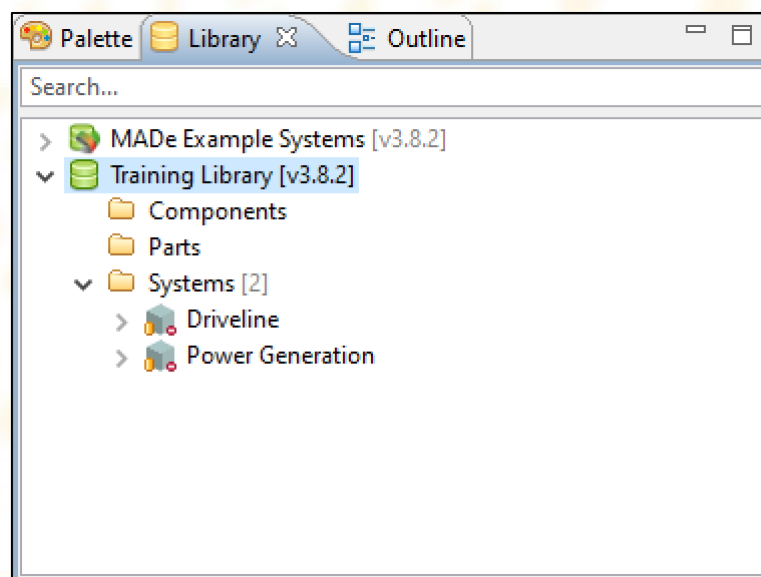 Palette Library Outline
Search...
MADe Example Systems [v3.8.2]
Training Library [v3.8.2]
Components
Parts
Systems [2]
Driveline
Power Generation